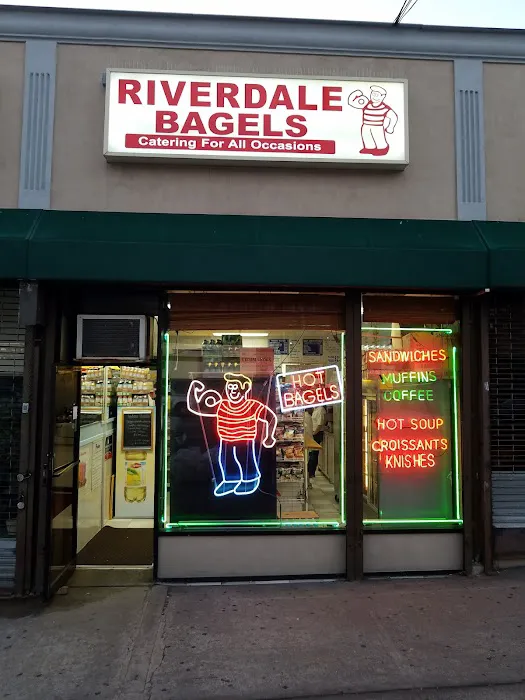 RIVERDALE
BAGELS
Catering For All Occasions
HOT
BAGELS
SANDWICHES
MUFFINS
COFFEE
HOT SOUP
CROISSANTS
KNISHES